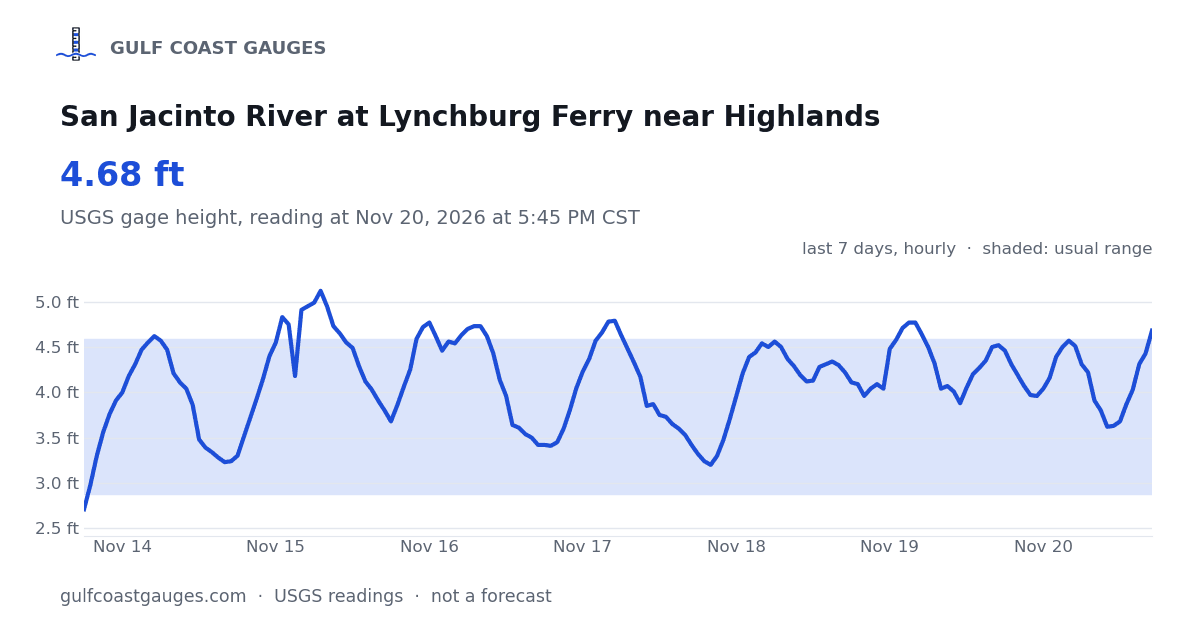 GULF COAST GAUGES
San Jacinto River at Lynchburg Ferry near Highlands
4.68 ft
USGS gage height, reading at Nov 20, 2026 at 5:45 PM CST
last 7 days, hourly · shaded: usual range
5.0 ft
4.5 ft
4.0 ft
3.5 ft
3.0 ft
2.5 ft
Nov 14 Nov 15 Nov 16 Nov 17 Nov 18 Nov 19 Nov 20
gulfcoastgauges.com · USGS readings · not a forecast